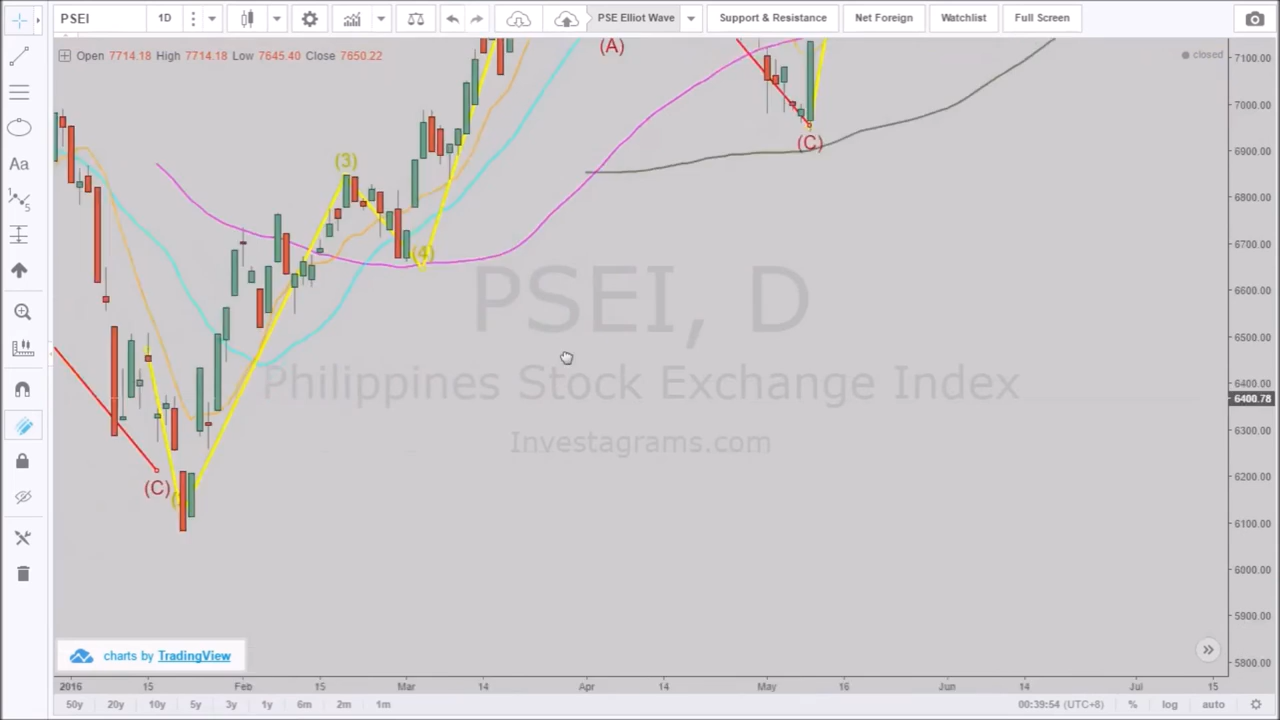 PSEI 1D PSE Elliot Wave Support & Resistance Net Foreign Watchlist Full Screen
Open 7714.18 High 7714.18 Low 7645.40 Close 7650.22
closed
(A)
(C)
(3)
(4)
(C)
Aa
PSEI, D
Philippines Stock Exchange Index
Investagrams.com
7100.00
7000.00
6900.00
6800.00
6700.00
6600.00
6500.00
6400.00
6400.78
6300.00
6200.00
6100.00
6000.00
5900.00
5800.00
charts by TradingView
2016 15 Feb 15 Mar 14 Apr 14 May 16 Jun 14 Jul 15
50y 20y 10y 5y 3y 1y 6m 2m 1m 00:39:54 (UTC+8) % log auto